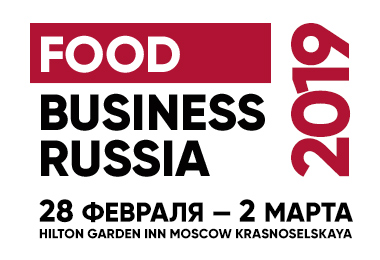 FOOD
BUSINESS
RUSSIA
2019
28 ФЕВРАЛЯ — 2 МАРТА
HILTON GARDEN INN MOSCOW KRASNOSELSKAYA